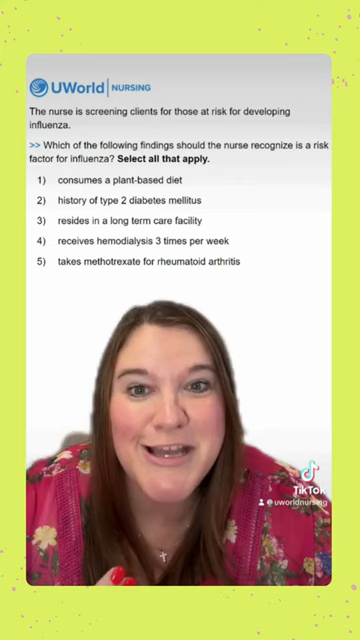 UWorld | NURSING
The nurse is screening clients for those at risk for developing
influenza.
>> Which of the following findings should the nurse recognize is a risk
factor for influenza? Select all that apply.
1) consumes a plant-based diet
2) history of type 2 diabetes mellitus
3) resides in a long term care facility
4) receives hemodialysis 3 times per week
5) takes methotrexate for rheumatoid arthritis
TikTok
@uworldnursing